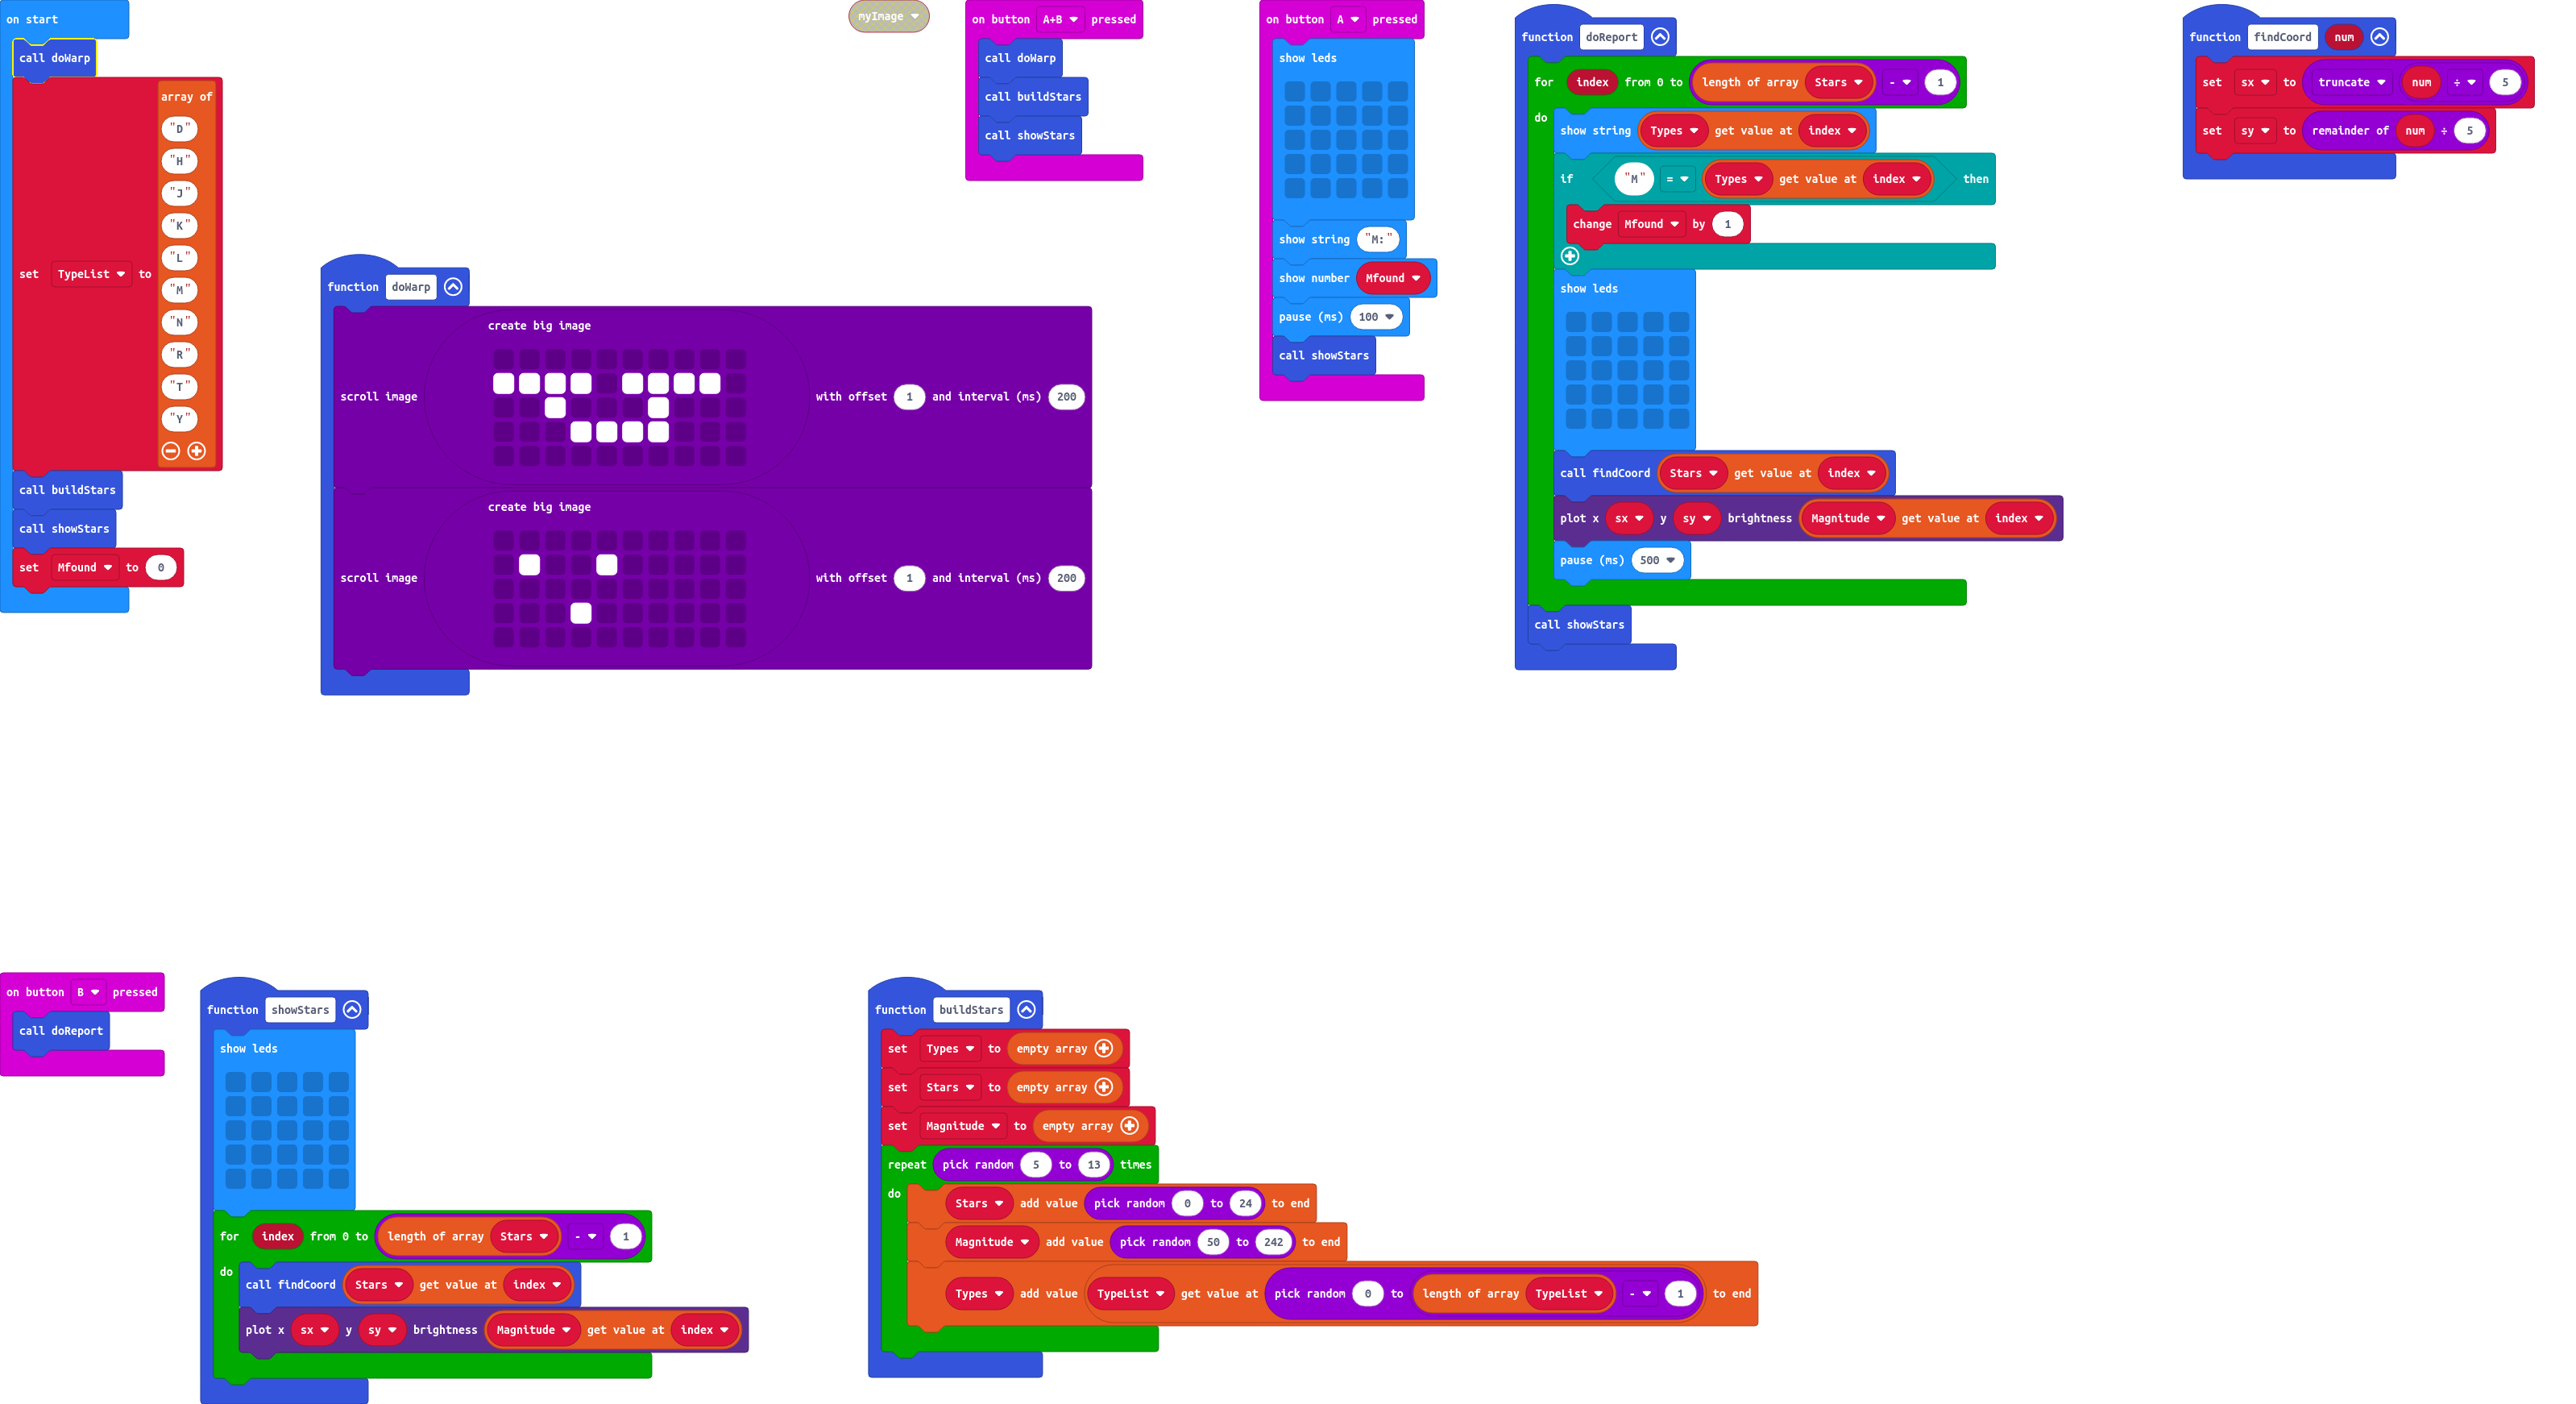 on start
call doWarp
set TypeList to array of
"D"
"H"
"J"
"K"
"L"
"M"
"N"
"R"
"T"
"Y"
call buildStars
call showStars
set Mfound to 0
myImage
function doWarp
create big image
scroll image with offset 1 and interval (ms) 200
create big image
scroll image with offset 1 and interval (ms) 200
on button A+B pressed
call doWarp
call buildStars
call showStars
on button A pressed
show leds
show string "M:"
show number Mfound
pause (ms) 100
call showStars
function doReport
for index from 0 to length of array Stars - 1
do
show string Types get value at index
if "M" = Types get value at index then
change Mfound by 1
show leds
call findCoord Stars get value at index
plot x sx y sy brightness Magnitude get value at index
pause (ms) 500
call showStars
function findCoord num
set sx to truncate num ÷ 5
set sy to remainder of num ÷ 5
on button B pressed
call doReport
function showStars
show leds
for index from 0 to length of array Stars - 1
do
call findCoord Stars get value at index
plot x sx y sy brightness Magnitude get value at index
function buildStars
set Types to empty array
set Stars to empty array
set Magnitude to empty array
repeat pick random 5 to 13 times
do
Stars add value pick random 0 to 24 to end
Magnitude add value pick random 50 to 242 to end
Types add value TypeList get value at pick random 0 to length of array TypeList - 1 to end